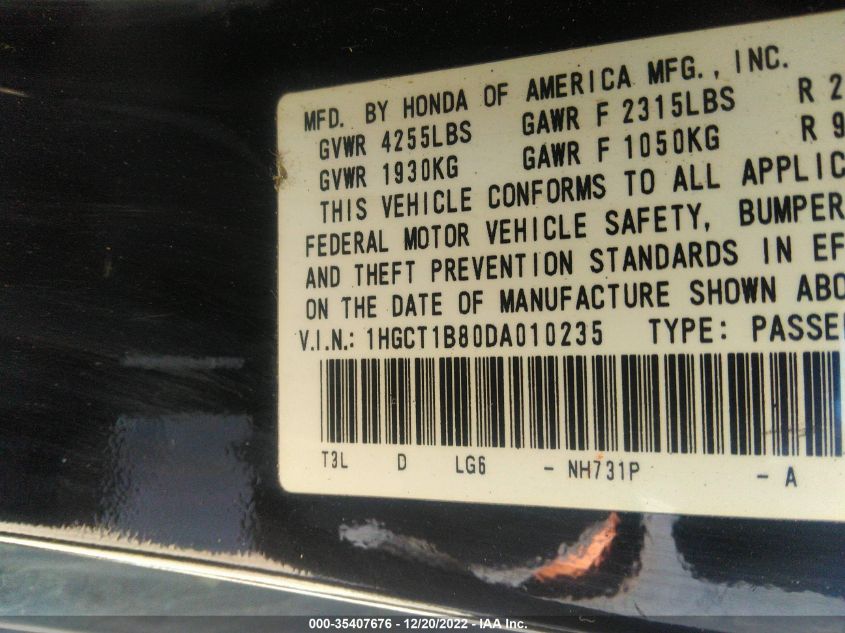 MFD. BY HONDA OF AMERICA MFG., INC.
GVWR 4255LBS GAWR F 2315LBS R 2
GVWR 1930KG GAWR F 1050KG R 9
THIS VEHICLE CONFORMS TO ALL APPLIC
FEDERAL MOTOR VEHICLE SAFETY, BUMPER
AND THEFT PREVENTION STANDARDS IN EF
ON THE DATE OF MANUFACTURE SHOWN ABO
V.I.N.: 1HGCT1B80DA010235 TYPE: PASSE
T3L D LG6 - NH731P - A
000-35407676 - 12/20/2022 - IAA Inc.